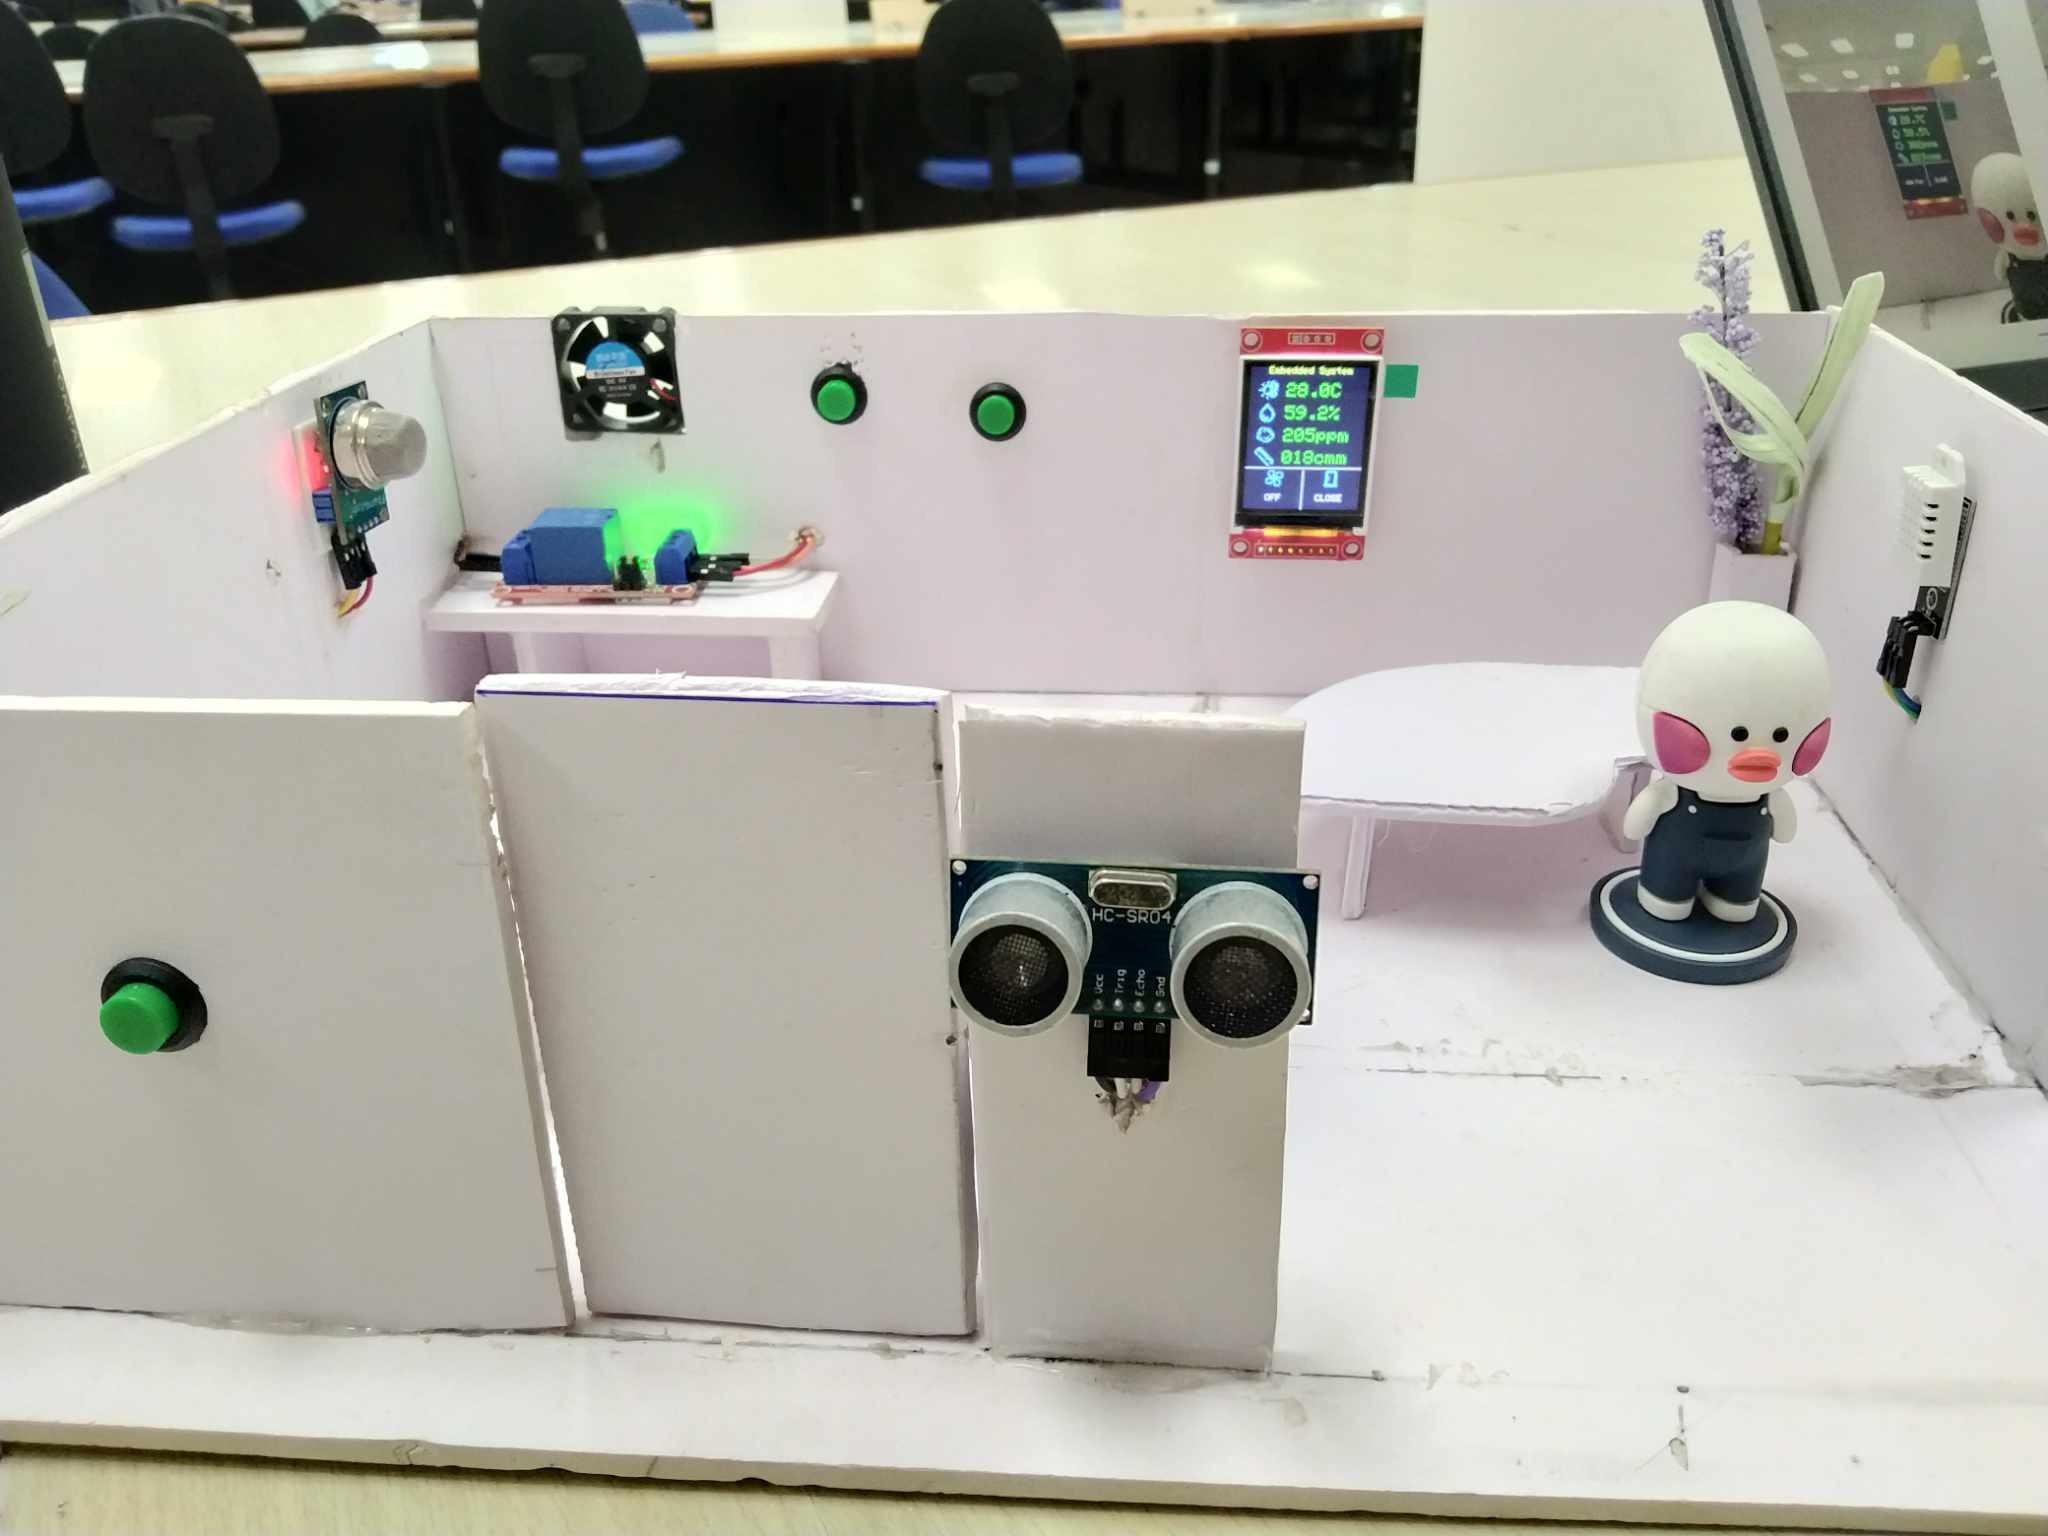 Embedded System
28.0C
59.2%
205ppm
018cmm
OFF CLOSE
HC-SR04
Vcc
Trig
Echo
Gnd